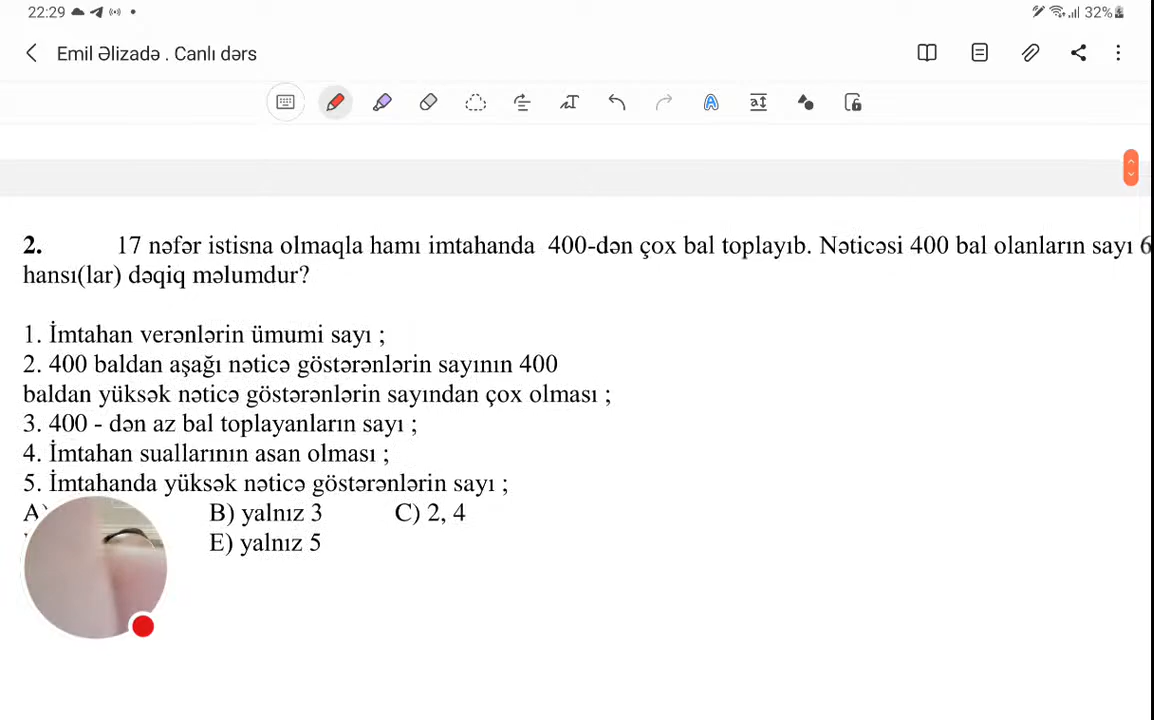 22:29 32%
Emil Əlizadə . Canlı dərs
2. 17 nəfər istisna olmaqla hamı imtahanda 400-dən çox bal toplayıb. Nəticəsi 400 bal olanların sayı 6
hansı(lar) dəqiq məlumdur?
1. İmtahan verənlərin ümumi sayı ;
2. 400 baldan aşağı nəticə göstərənlərin sayının 400
baldan yüksək nəticə göstərənlərin sayından çox olması ;
3. 400 - dən az bal toplayanların sayı ;
4. İmtahan suallarının asan olması ;
5. İmtahanda yüksək nəticə göstərənlərin sayı ;
A) B) yalnız 3 C) 2, 4
E) yalnız 5